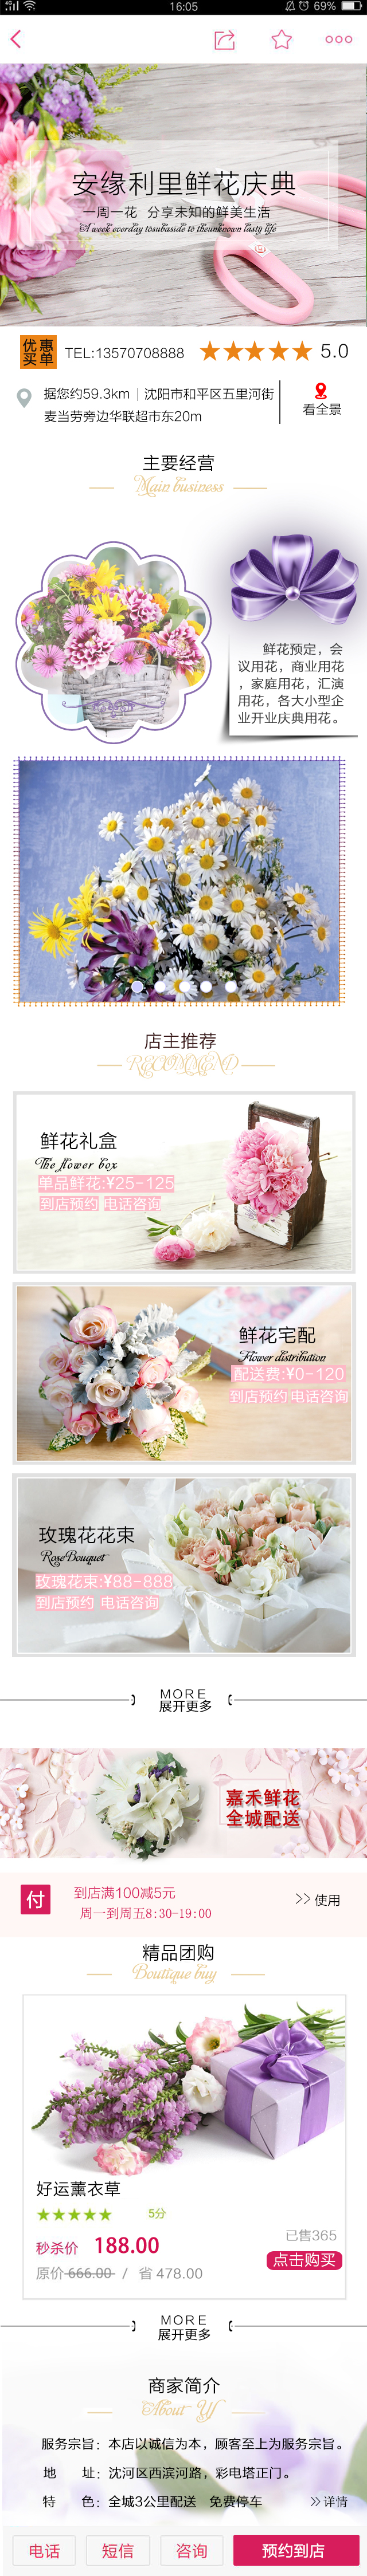 4G 16:05 69%
安缘利里鲜花庆典
一周一花 分享未知的鲜美生活
A week everday tosubuside to theunknown tasty life
优惠
买单
TEL:13570708888
5.0
据您约59.3km | 沈阳市和平区五里河街
麦当劳旁边华联超市东20m
看全景
主要经营
Main business
鲜花预定，会
议用花，商业用花
，家庭用花，汇演
用花，各大小型企
业开业庆典用花。
店主推荐
RECONNEND
鲜花礼盒
The flower box
单品鲜花:¥25-125
到店预约 电话咨询
鲜花宅配
Flower distribution
配送费:¥0-120
到店预约 电话咨询
玫瑰花花束
Rose Bouquet
玫瑰花束:¥88-888
到店预约 电话咨询
MORE
展开更多
嘉禾鲜花
全城配送
付
到店满100减5元
周一到周五8:30-19:00
>> 使用
精品团购
Boutique buy
好运薰衣草
5分
秒杀价 188.00
已售365
点击购买
原价 666.00 / 省 478.00
MORE
展开更多
商家简介
About Y
服务宗旨：本店以诚信为本，顾客至上为服务宗旨。
地 址：沈河区西滨河路，彩电塔正门。
特 色：全城3公里配送 免费停车
>> 详情
电话
短信
咨询
预约到店